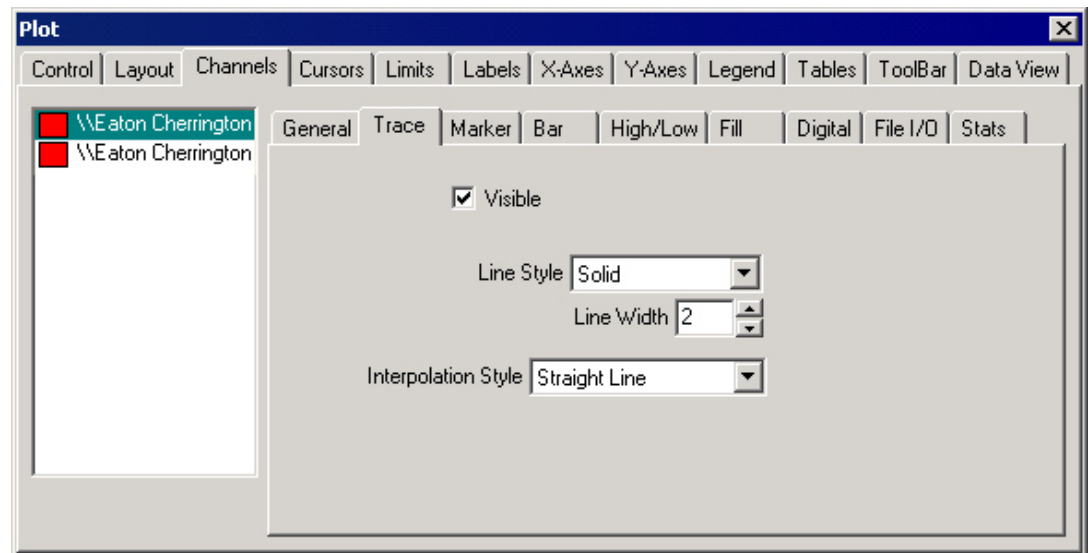 Plot
Control Layout Channels Cursors Limits Labels X-Axes Y-Axes Legend Tables ToolBar Data View
\\Eaton Cherrington
\\Eaton Cherrington
General Trace Marker Bar High/Low Fill Digital File I/O Stats
Visible
Line Style Solid
Line Width 2
Interpolation Style Straight Line